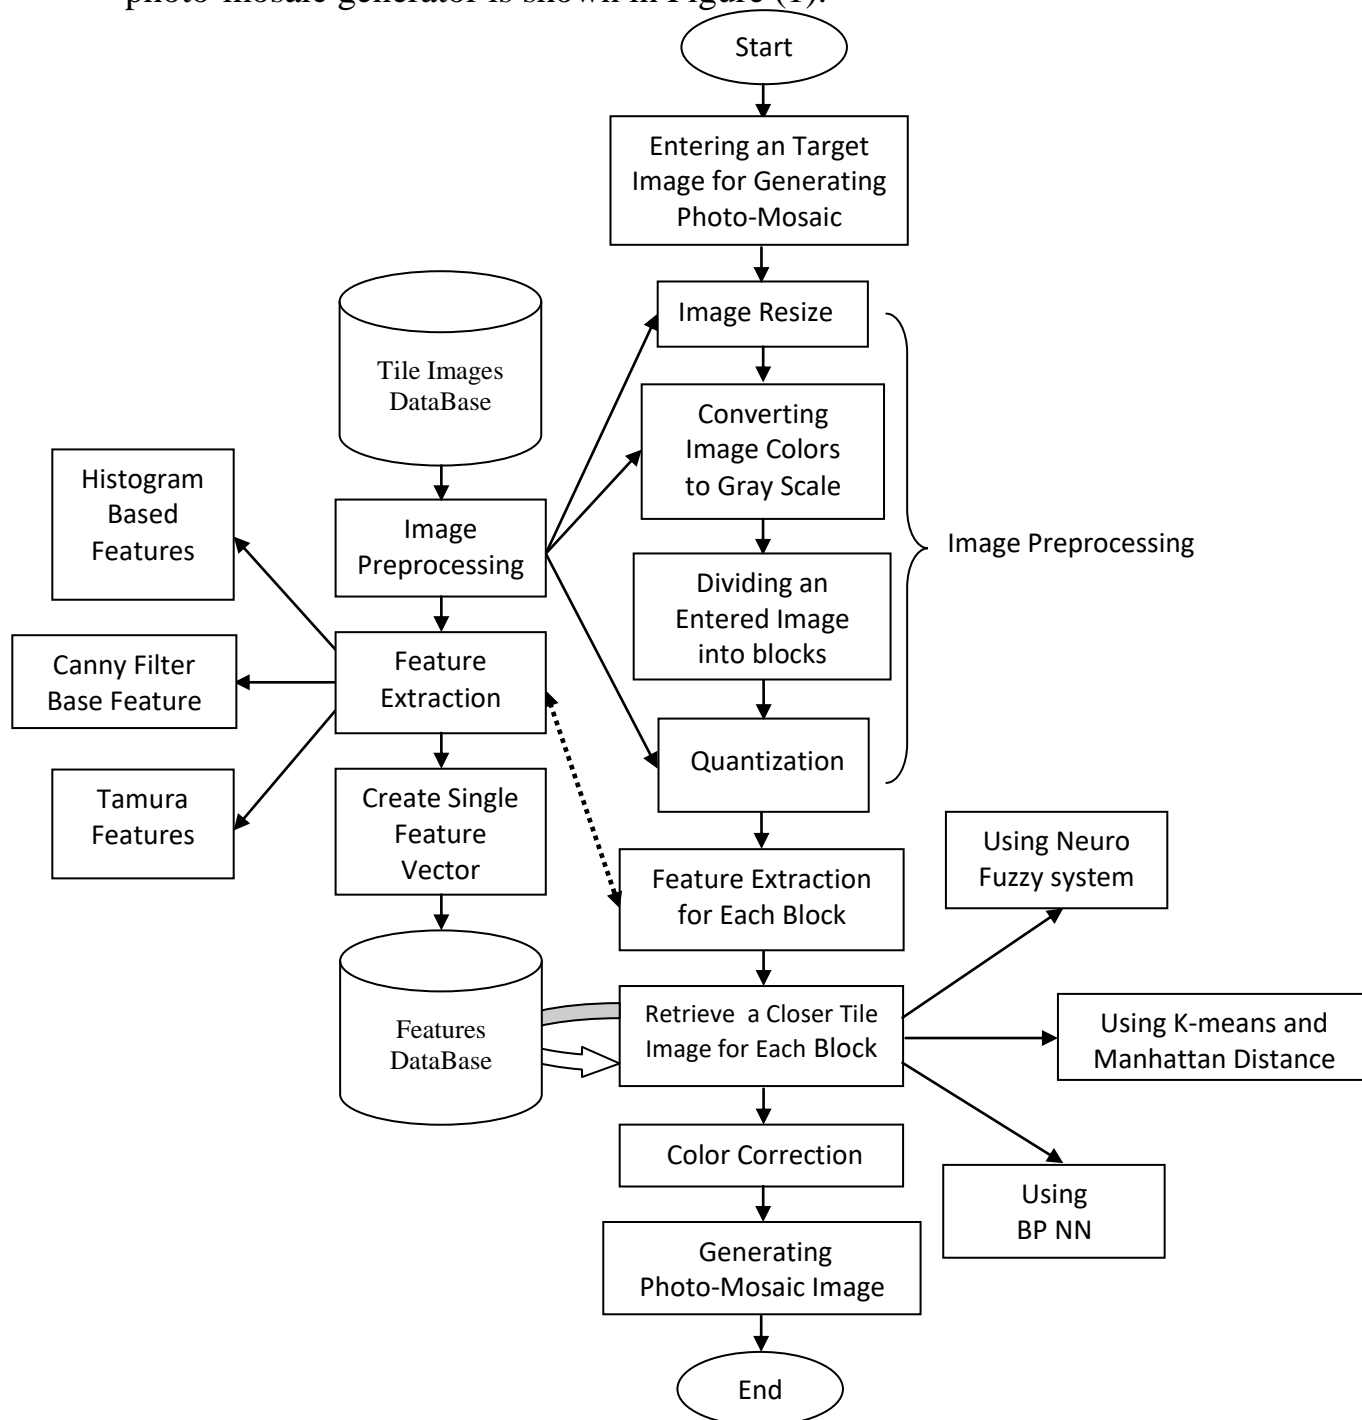 photo-mosaic generator is shown in Figure (1).
Start
Entering an Target
Image for Generating
Photo-Mosaic
Image Resize
Tile Images
DataBase
Converting
Image Colors
to Gray Scale
Histogram
Based
Features
Image
Preprocessing
Image Preprocessing
Dividing an
Entered Image
into blocks
Canny Filter
Base Feature
Feature
Extraction
Quantization
Tamura
Features
Create Single
Feature
Vector
Using Neuro
Fuzzy system
Feature Extraction
for Each Block
Features
DataBase
Retrieve a Closer Tile
Image for Each Block
Using K-means and
Manhattan Distance
Color Correction
Using
BP NN
Generating
Photo-Mosaic Image
End